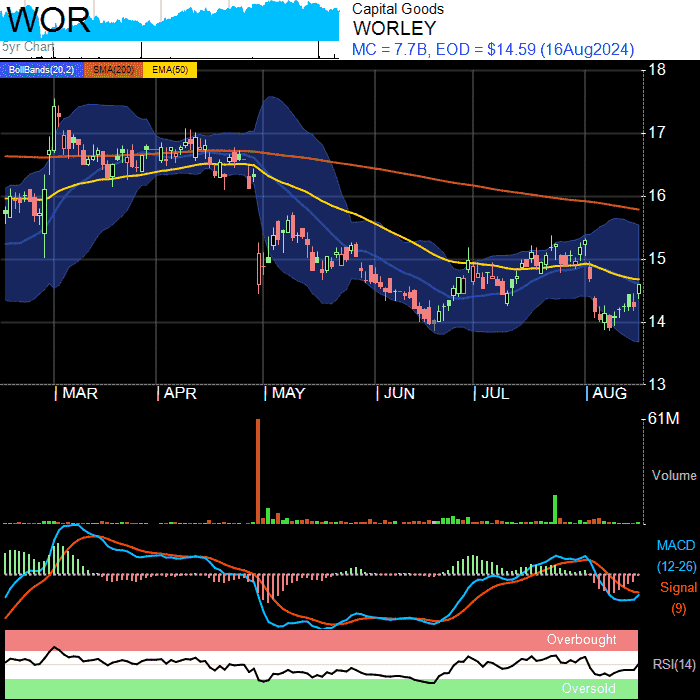 WOR
5yr Chart
Capital Goods
WORLEY
MC = 7.7B, EOD = $14.59 (16Aug2024)
BollBands(20,2) SMA(200) EMA(50)
18
17
16
15
14
13
MAR APR MAY JUN JUL AUG
61M
Volume
MACD
(12-26)
Signal
(9)
Overbought
RSI(14)
Oversold